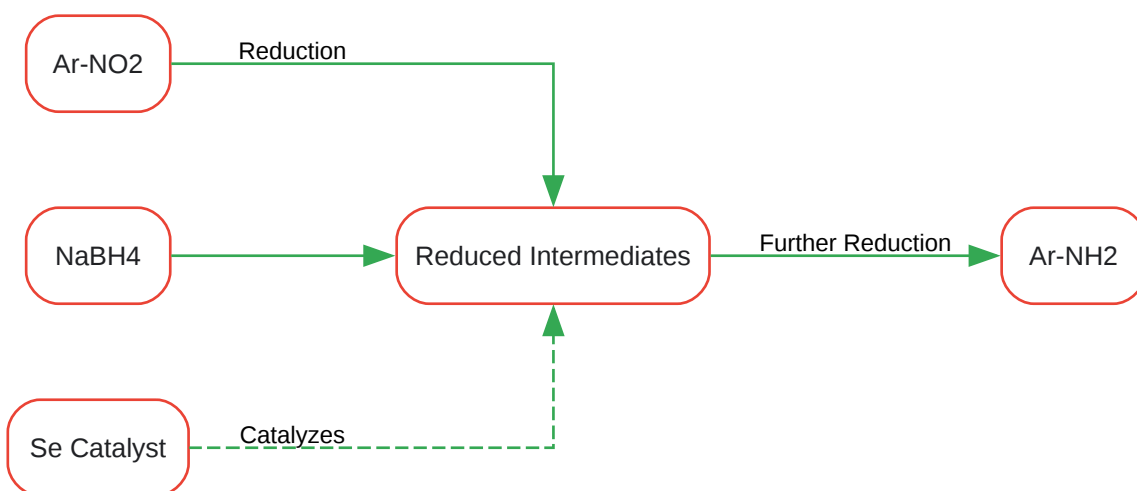 Ar-NO2
Reduction
NaBH4
Reduced Intermediates
Further Reduction
Ar-NH2
Se Catalyst
Catalyzes